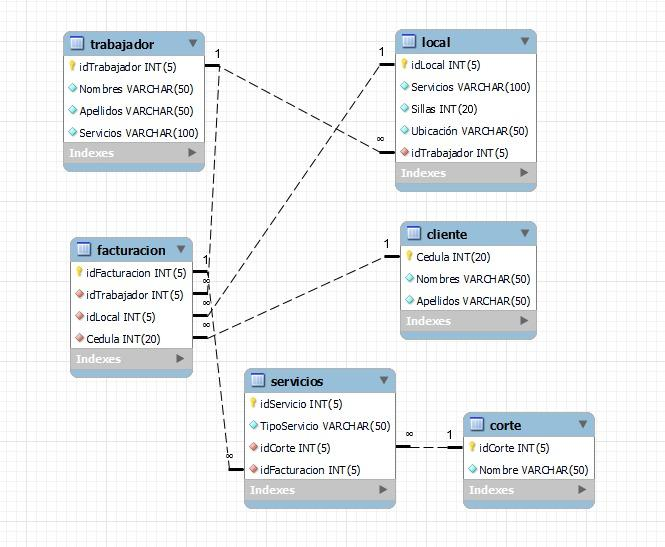 trabajador
idTrabajador INT(5)
Nombres VARCHAR(50)
Apellidos VARCHAR(50)
Servicios VARCHAR(100)
Indexes
1
local
idLocal INT(5)
Servicios VARCHAR(100)
Sillas INT(20)
Ubicación VARCHAR(50)
idTrabajador INT(5)
Indexes
1
∞
facturacion
idFacturacion INT(5)
idTrabajador INT(5)
idLocal INT(5)
Cedula INT(20)
Indexes
1
∞
∞
∞
cliente
Cedula INT(20)
Nombres VARCHAR(50)
Apellidos VARCHAR(50)
Indexes
1
servicios
idServicio INT(5)
TipoServicio VARCHAR(50)
idCorte INT(5)
idFacturacion INT(5)
Indexes
∞
∞
corte
idCorte INT(5)
Nombre VARCHAR(50)
Indexes
1